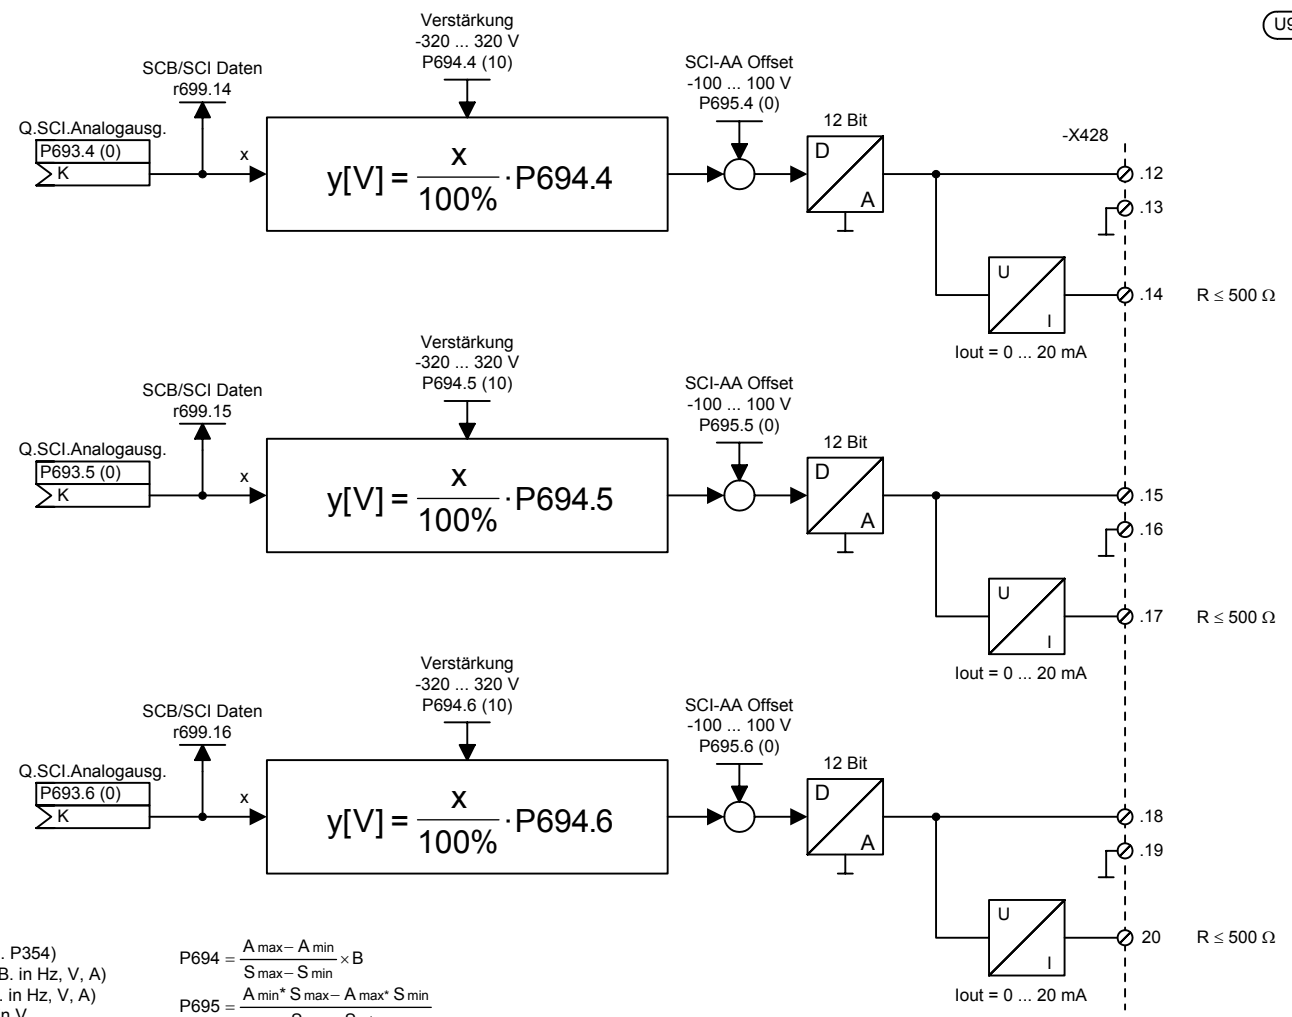 U9
Verstärkung
-320 ... 320 V
P694.4 (10)
SCB/SCI Daten
r699.14
SCI-AA Offset
-100 ... 100 V
P695.4 (0)
Q.SCI.Analogausg.
P693.4 (0)
K
x
y[V] = x / 100% · P694.4
12 Bit
D
A
-X428
.12
.13
U
I
.14 R ≤ 500 Ω
Iout = 0 ... 20 mA
Verstärkung
-320 ... 320 V
P694.5 (10)
SCB/SCI Daten
r699.15
SCI-AA Offset
-100 ... 100 V
P695.5 (0)
Q.SCI.Analogausg.
P693.5 (0)
K
x
y[V] = x / 100% · P694.5
12 Bit
D
A
.15
.16
U
I
.17 R ≤ 500 Ω
Iout = 0 ... 20 mA
Verstärkung
-320 ... 320 V
P694.6 (10)
SCB/SCI Daten
r699.16
SCI-AA Offset
-100 ... 100 V
P695.6 (0)
Q.SCI.Analogausg.
P693.6 (0)
K
x
y[V] = x / 100% · P694.6
12 Bit
D
A
.18
.19
U
I
20 R ≤ 500 Ω
Iout = 0 ... 20 mA
. P354)
B. in Hz, V, A)
. in Hz, V, A)
n V
P694 = A max – A min / S max – S min × B
P695 = A min* S max – A max* S min